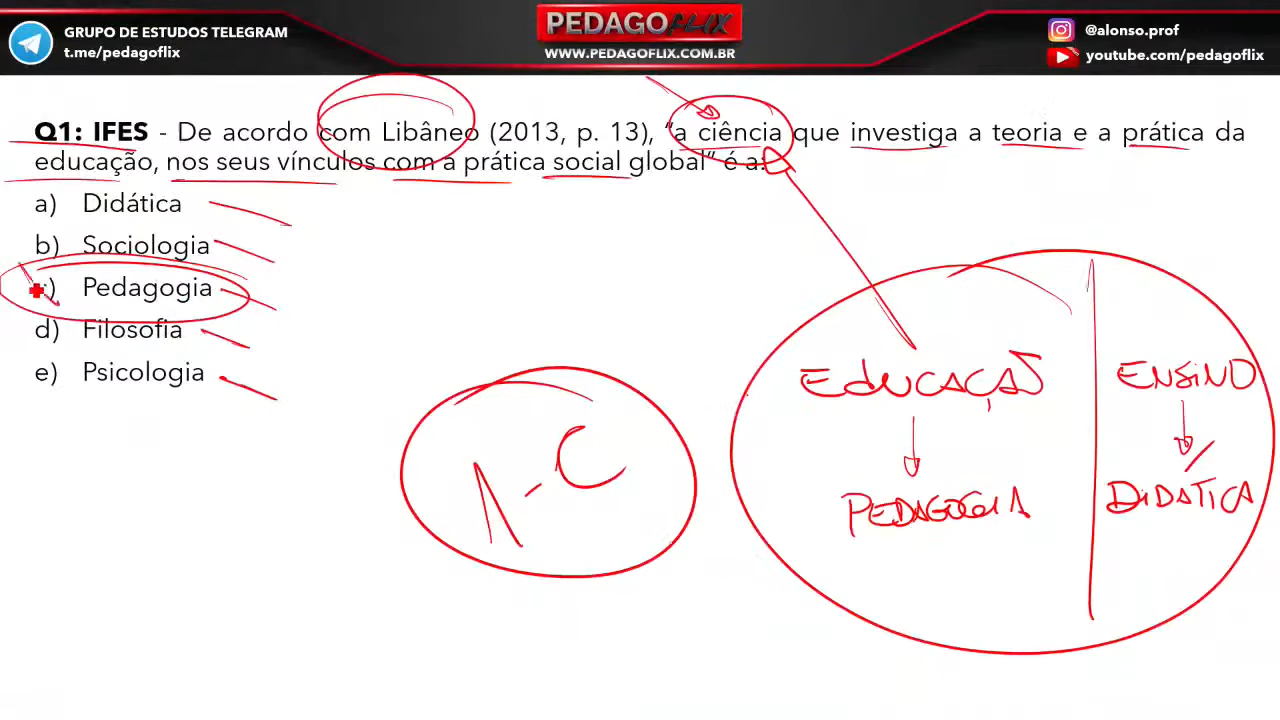 GRUPO DE ESTUDOS TELEGRAM
t.me/pedagoflix
PEDAGOFLIX
WWW.PEDAGOFLIX.COM.BR
@alonso.prof
youtube.com/pedagoflix
Q1: IFES - De acordo com Libâneo (2013, p. 13), “a ciência que investiga a teoria e a prática da
educação, nos seus vínculos com a prática social global” é a:
a) Didática
b) Sociologia
c) Pedagogia
d) Filosofia
e) Psicologia
EDUCAÇÃO
ENSINO
PEDAGOGIA
DIDÁTICA
1 - C